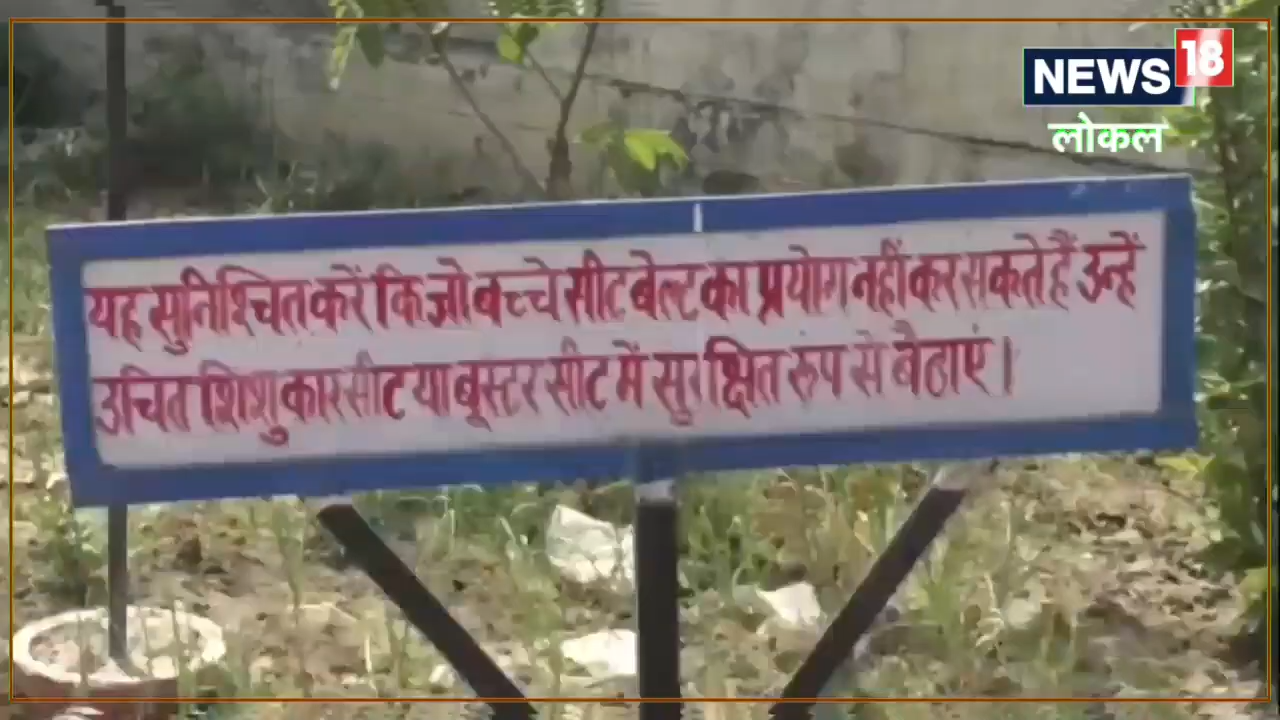 NEWS18
लोकल
यह सुनिश्चित करें कि जो बच्चे सीट बेल्ट का प्रयोग नहीं कर सकते हैं उन्हें
उचित शिशु कार सीट या बूस्टर सीट में सुरक्षित रुप से बैठाएं।